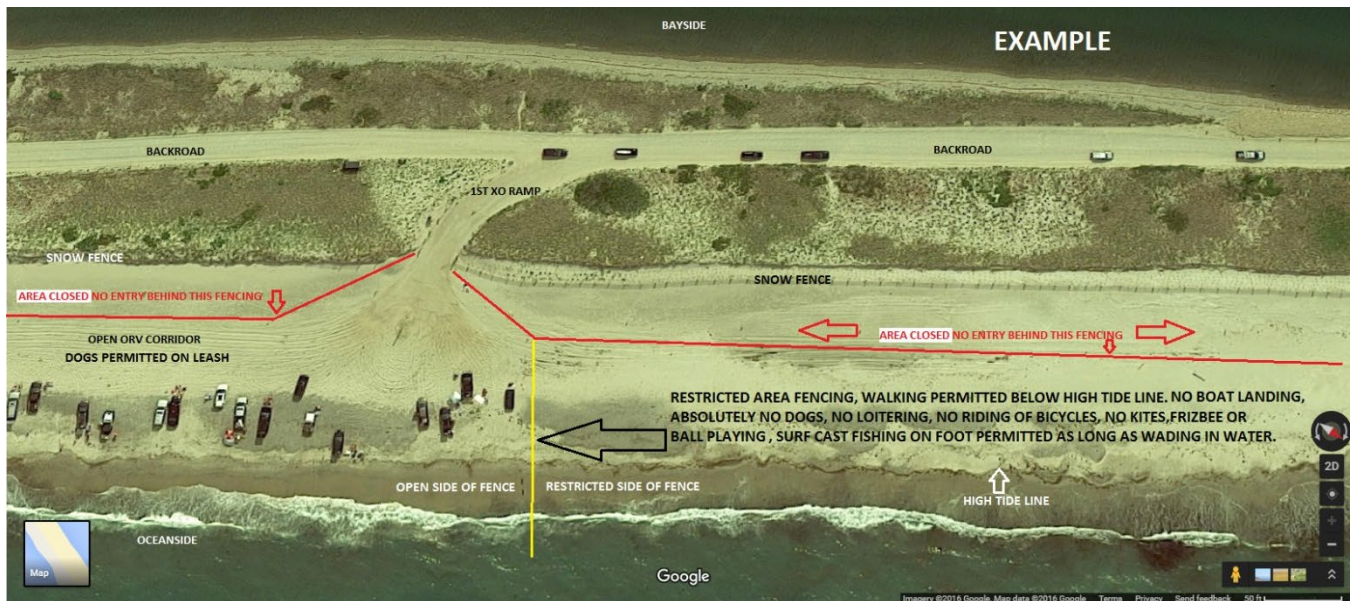 BAYSIDE
EXAMPLE
BACKROAD
BACKROAD
1ST XO RAMP
SNOW FENCE
SNOW FENCE
AREA CLOSED NO ENTRY BEHIND THIS FENCING
AREA CLOSED NO ENTRY BEHIND THIS FENCING
OPEN ORV CORRIDOR
DOGS PERMITTED ON LEASH
RESTRICTED AREA FENCING, WALKING PERMITTED BELOW HIGH TIDE LINE. NO BOAT LANDING,
ABSOLUTELY NO DOGS, NO LOITERING, NO RIDING OF BICYCLES, NO KITES,FRIZBEE OR
BALL PLAYING , SURF CAST FISHING ON FOOT PERMITTED AS LONG AS WADING IN WATER.
OPEN SIDE OF FENCE
RESTRICTED SIDE OF FENCE
HIGH TIDE LINE
2D
OCEANSIDE
Map
Google
Imagery ©2016 Google, Map data ©2016 Google Terms Privacy Send feedback 50 ft